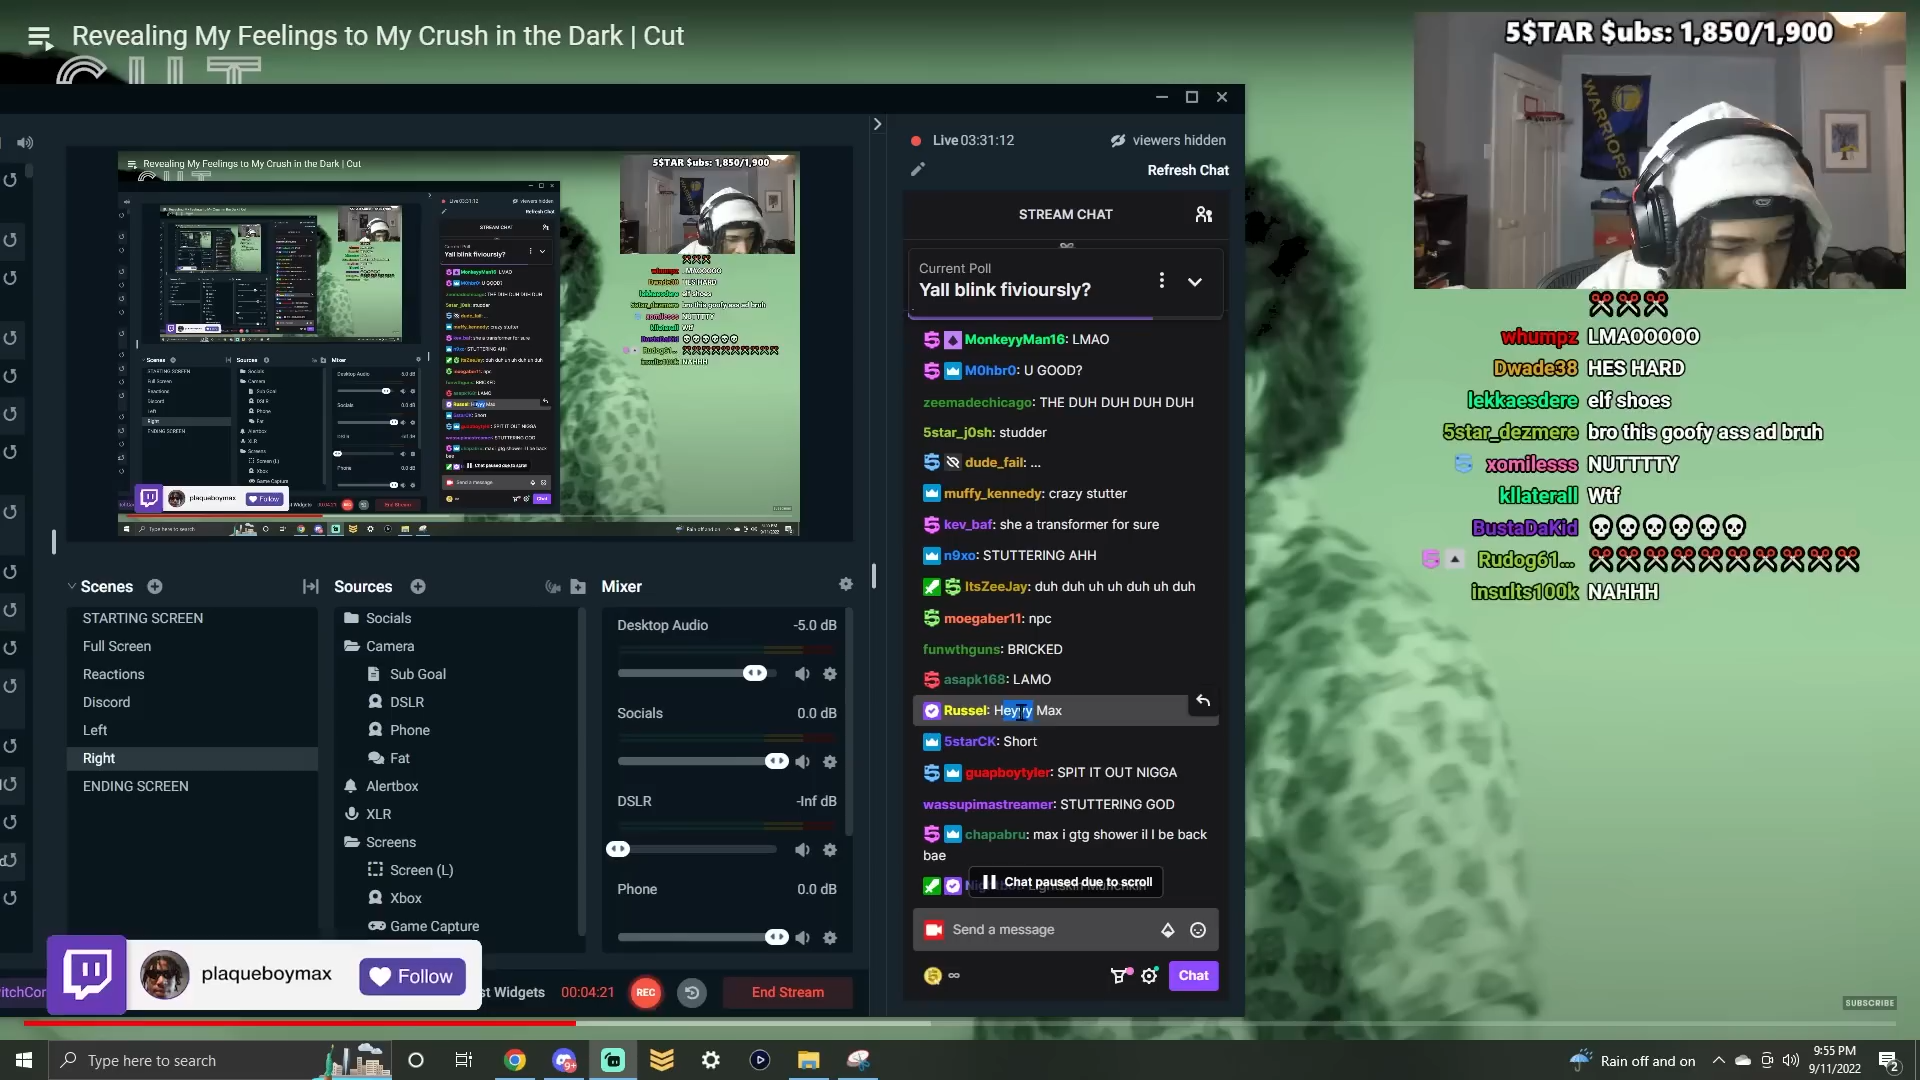 Revealing My Feelings to My Crush in the Dark | Cut
CUT
5$TAR $ubs: 1,850/1,900
WARRIORS
Live 03:31:12
viewers hidden
Refresh Chat
STREAM CHAT
Current Poll
Yall blink fivioursly?
MonkeyyMan16: LMAO
M0hbr0: U GOOD?
zeemadechicago: THE DUH DUH DUH DUH
5star_j0sh: studder
dude_fail: ...
muffy_kennedy: crazy stutter
kev_baf: she a transformer for sure
n9xo: STUTTERING AHH
ItsZeeJay: duh duh uh uh duh uh duh
moegaber11: npc
funwthguns: BRICKED
asapk168: LAMO
Russel: Heyyy Max
5starCK: Short
guapboytyler: SPIT IT OUT NIGGA
wassupimastreamer: STUTTERING GOD
chapabru: max i gtg shower il l be back
bae
Chat paused due to scroll
Send a message
Chat
whumpz LMAOOOOO
Dwade38 HES HARD
lekkaesdere elf shoes
5star_dezmere bro this goofy ass ad bruh
xomilesss NUTTTTY
kllaterall Wtf
BustaDaKid
Rudog61...
insults100k NAHHH
Scenes
STARTING SCREEN
Full Screen
Reactions
Discord
Left
Right
ENDING SCREEN
Sources
Socials
Camera
Sub Goal
DSLR
Phone
Fat
Alertbox
XLR
Screens
Screen (L)
Xbox
Game Capture
Mixer
Desktop Audio -5.0 dB
Socials 0.0 dB
DSLR -Inf dB
Phone 0.0 dB
plaqueboymax
Follow
st Widgets
00:04:21
REC
End Stream
SUBSCRIBE
Type here to search
9+
Rain off and on
9:55 PM
9/11/2022
2